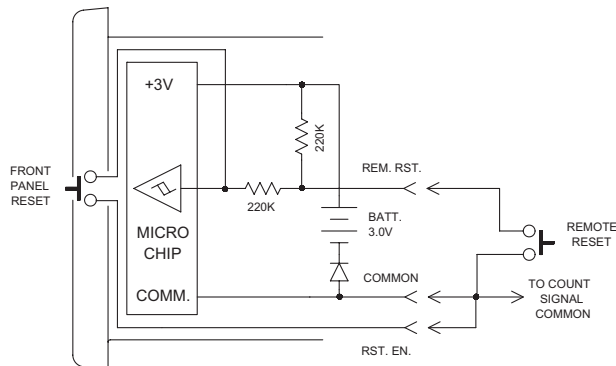 +3V
220K
FRONT
PANEL
RESET
REM. RST.
220K
BATT.
3.0V
MICRO
CHIP
REMOTE
RESET
COMM.
COMMON
TO COUNT
SIGNAL
COMMON
RST. EN.